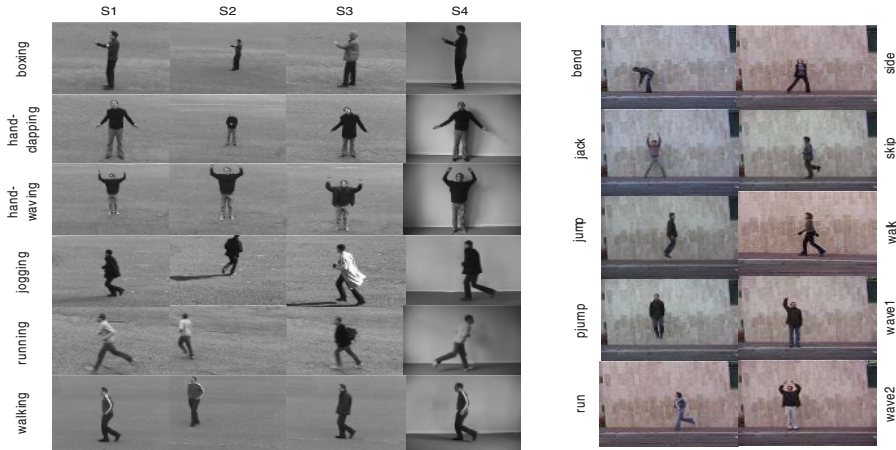 S1 S2 S3 S4
boxing
hand-
clapping
hand-
waving
jogging
running
walking
bend
jack
jump
pjump
run
side
skip
walk
wave1
wave2